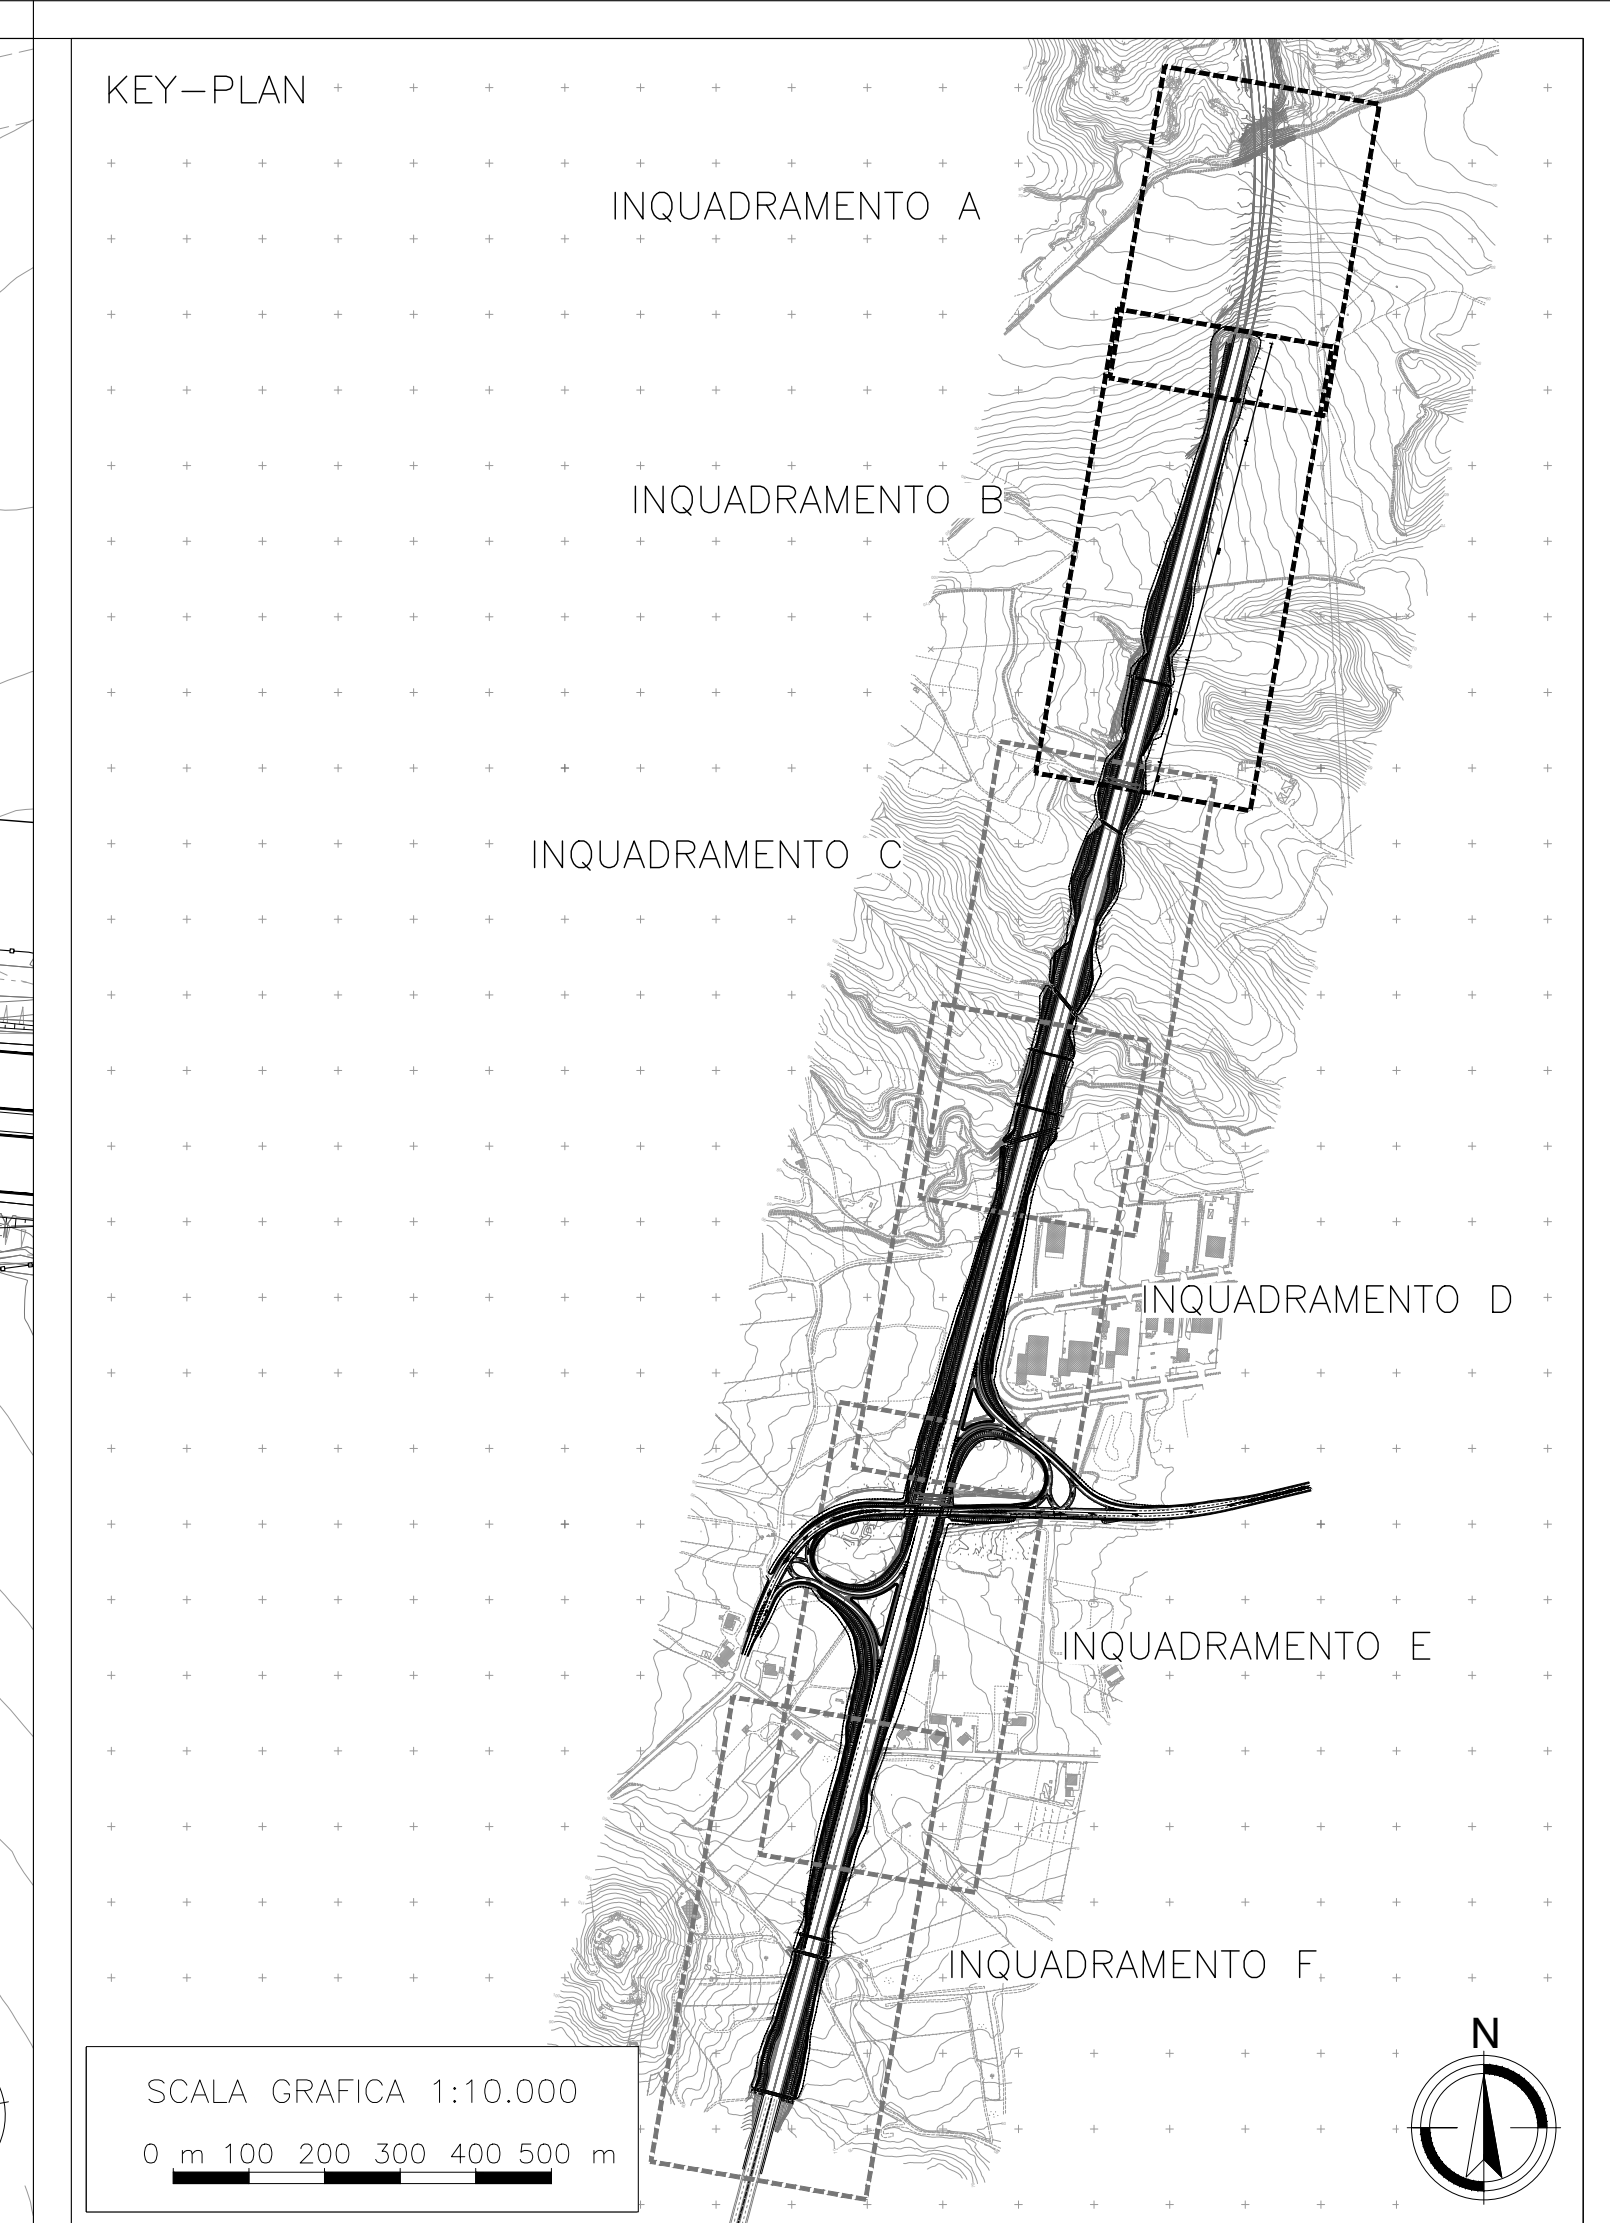 KEY-PLAN
INQUADRAMENTO A
INQUADRAMENTO B
INQUADRAMENTO C
INQUADRAMENTO D
INQUADRAMENTO E
INQUADRAMENTO F
N
SCALA GRAFICA 1:10.000
0 m 100 200 300 400 500 m